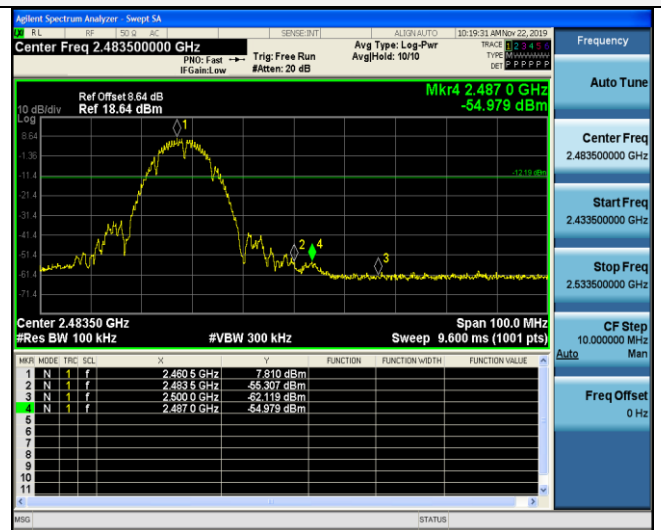 Agilent Spectrum Analyzer - Swept SA
RL RF 50 Ω AC SENSE:INT ALIGN AUTO 10:19:31 AM Nov 22, 2019
Center Freq 2.483500000 GHz
PNO: Fast
IFGain:Low
Trig: Free Run
#Atten: 20 dB
Avg Type: Log-Pwr
Avg|Hold: 10/10
TRACE 1 2 3 4 5 6
TYPE M
DET P P P P P P
Ref Offset 8.64 dB
Ref 18.64 dBm
10 dB/div
Log
Mkr4 2.487 0 GHz
-54.979 dBm
8.64
-1.36
-11.4
-21.4
-31.4
-41.4
-51.4
-61.4
-71.4
-12.19 dBm
1
2
4
3
Center 2.48350 GHz
#Res BW 100 kHz
#VBW 300 kHz
Span 100.0 MHz
Sweep 9.600 ms (1001 pts)
MKR MODE TRC SCL X Y FUNCTION FUNCTION WIDTH FUNCTION VALUE
1 N 1 f 2.460 5 GHz 7.810 dBm
2 N 1 f 2.483 5 GHz -55.307 dBm
3 N 1 f 2.500 0 GHz -62.119 dBm
4 N 1 f 2.487 0 GHz -54.979 dBm
5
6
7
8
9
10
11
MSG STATUS
Frequency
Auto Tune
Center Freq
2.483500000 GHz
Start Freq
2.433500000 GHz
Stop Freq
2.533500000 GHz
CF Step
10.000000 MHz
Auto Man
Freq Offset
0 Hz